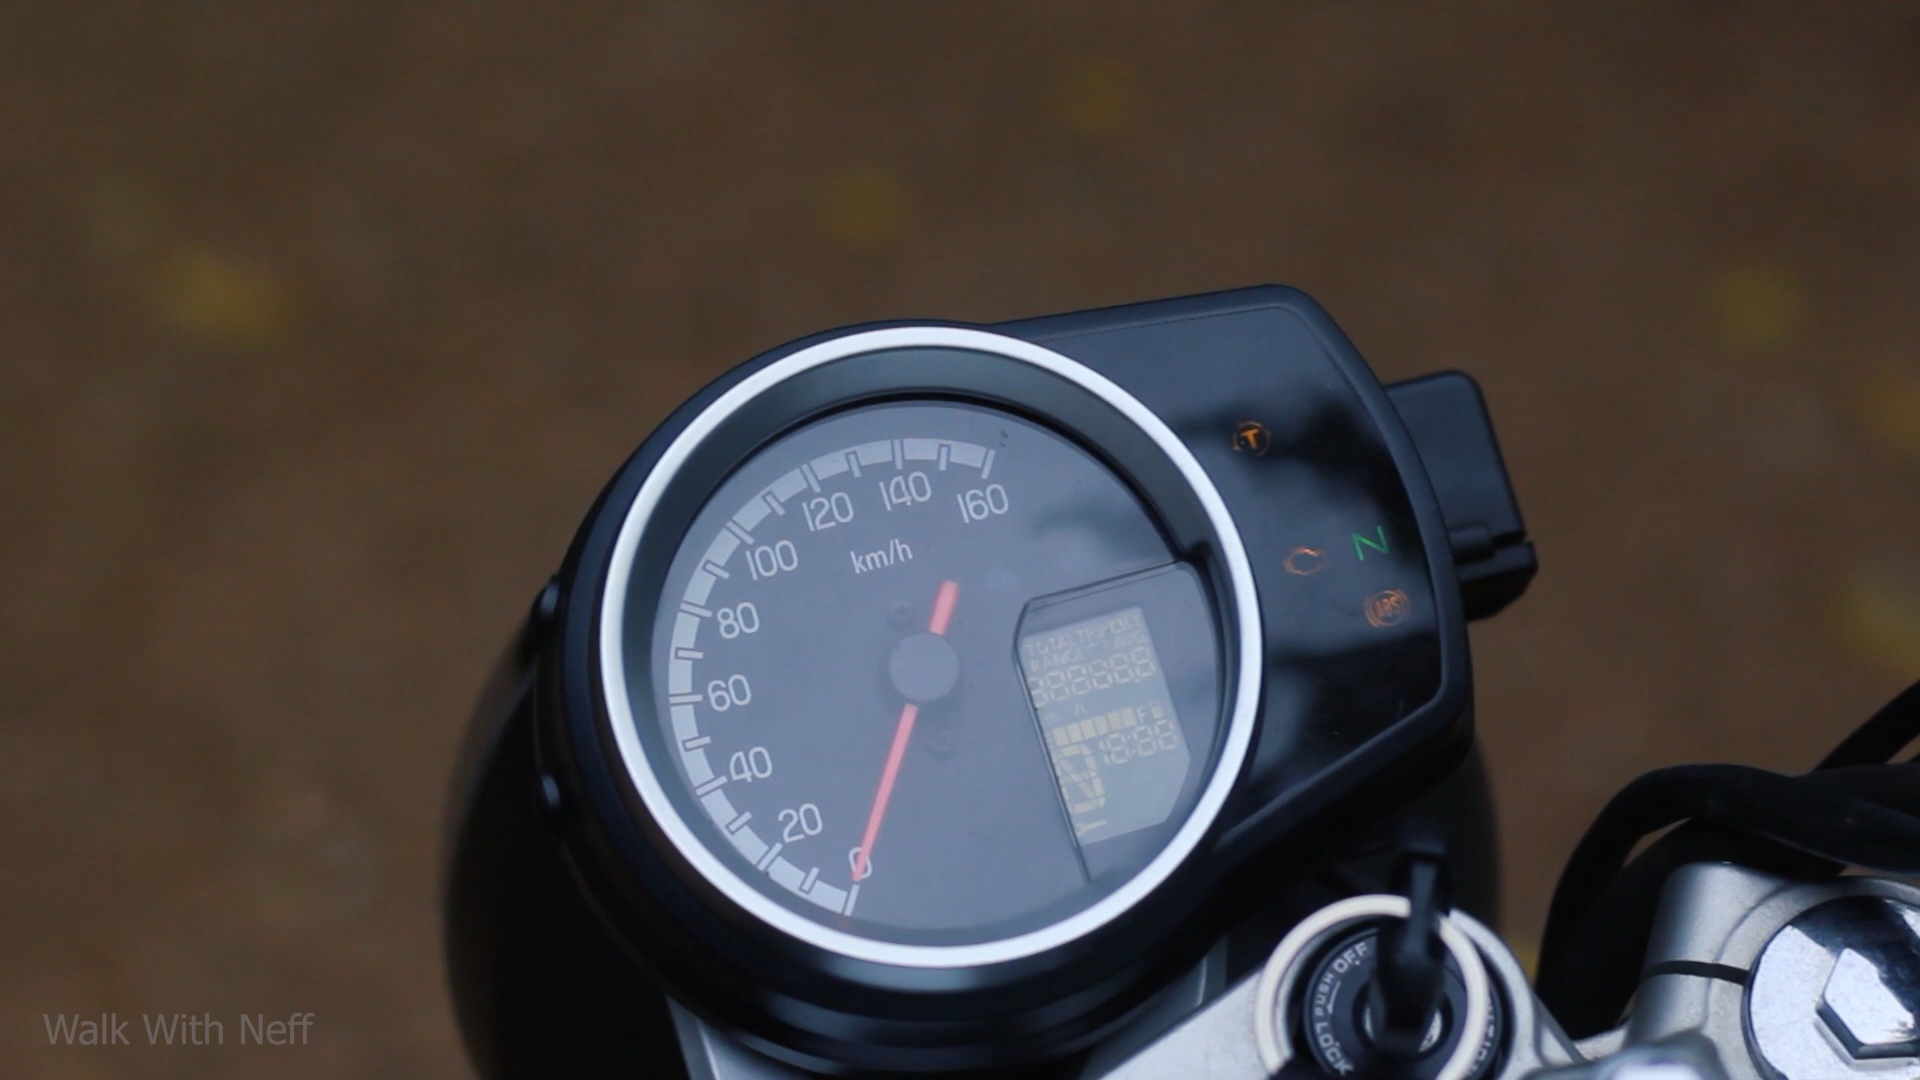 160
140
120
100
km/h
80
60
40
20
0
T
N
ABS
TOTAL TRIP
RANGE AVG
F
OFF
PUSH
LOCK
Walk With Neff